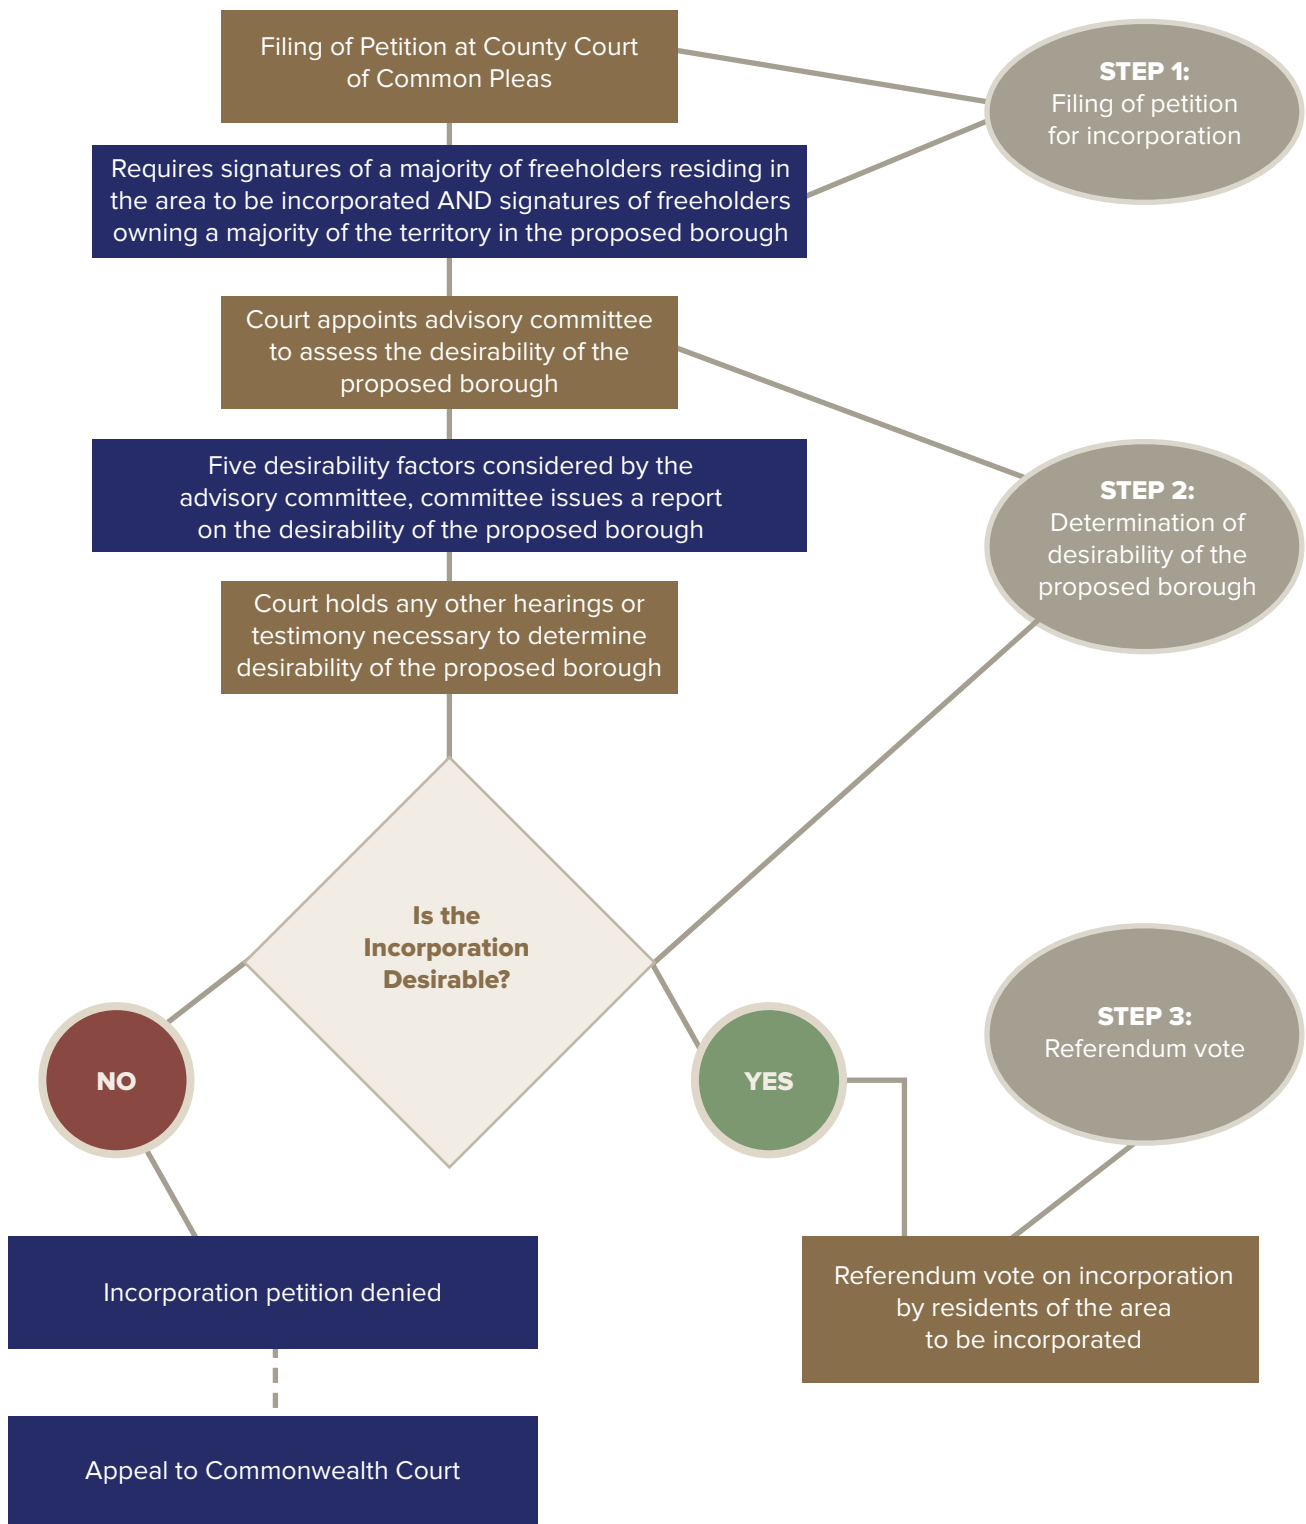 Filing of Petition at County Court
of Common Pleas
STEP 1:
Filing of petition
for incorporation
Requires signatures of a majority of freeholders residing in
the area to be incorporated AND signatures of freeholders
owning a majority of the territory in the proposed borough
Court appoints advisory committee
to assess the desirability of the
proposed borough
Five desirability factors considered by the
advisory committee, committee issues a report
on the desirability of the proposed borough
STEP 2:
Determination of
desirability of the
proposed borough
Court holds any other hearings or
testimony necessary to determine
desirability of the proposed borough
Is the
Incorporation
Desirable?
STEP 3:
Referendum vote
NO
YES
Incorporation petition denied
Referendum vote on incorporation
by residents of the area
to be incorporated
Appeal to Commonwealth Court